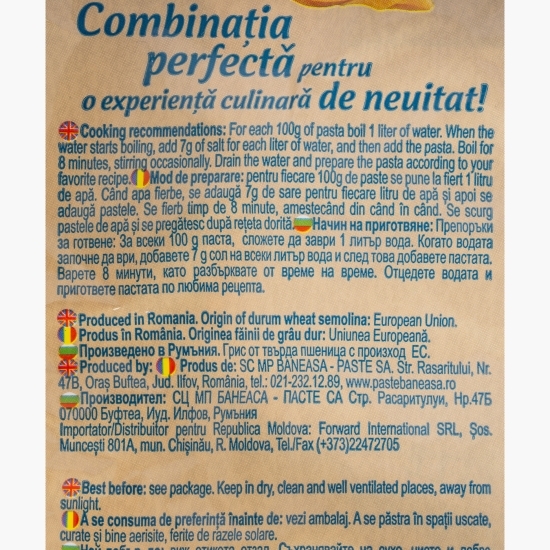 Combinația
perfectă pentru
o experiență culinară de neuitat!
Cooking recommendations: For each 100g of pasta boil 1 liter of water. When the
water starts boiling, add 7g of salt for each liter of water, and then add the pasta. Boil for
8 minutes, stirring occasionally. Drain the water and prepare the pasta according to your
favorite recipe. Mod de preparare: pentru fiecare 100g de paste se pune la fiert 1 litru
de apă. Când apa fierbe, se adaugă 7g de sare pentru fiecare litru de apă și apoi se
adaugă pastele. Se fierb timp de 8 minute, amestecând din când în când. Se scurg
pastele de apă și se pregătesc după rețeta dorită. Начин на приготвяне: Препоръки
за готвене: За всеки 100 g паста, сложете да заври 1 литър вода. Когато водата
започне да ври, добавете 7 g сол на всеки литър вода и след това добавете пастата.
Варете 8 минути, като разбърквате от време на време. Отцедете водата и
пригответе пастата по любима рецепта.
Produced in Romania. Origin of durum wheat semolina: European Union.
Produs în România. Originea făinii de grâu dur: Uniunea Europeană.
Произведено в Румъния. Грис от твърда пшеница с произход ЕС.
Produced by: Produs de: SC MP BANEASA - PASTE SA. Str. Rasaritului, Nr.
47B, Oraș Buftea, Jud. Ilfov, România, tel.: 021-232.12.89, www.pastebaneasa.ro
Производител: СЦ МП БАНЕАСА - ПАСТЕ СА Стр. Расаритулуи, Нр.47Б
070000 Буфтеа, Иуд. Илфов, Румъния
Importator/Distribuitor pentru Republica Moldova: Forward International SRL, Șos.
Muncești 801A, mun. Chișinău, R. Moldova, Tel./Fax (+373)22472705
Best before: see package. Keep in dry, clean and well ventilated places, away from
sunlight.
A se consuma de preferință înainte de: vezi ambalaj. A se păstra în spații uscate,
curate și bine aerisite, ferite de razele solare.